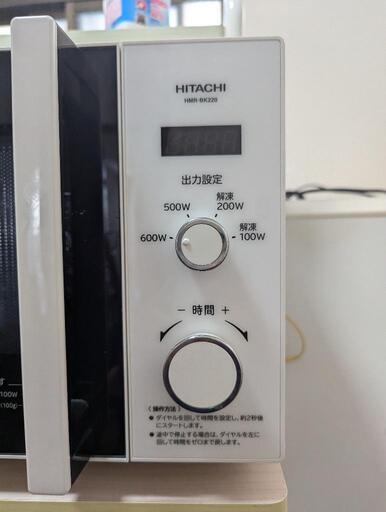 HITACHI
HMR-BK220
出力設定
500W
解凍
200W
600W
解凍
100W
− 時間 +
〈操作方法〉
● ダイヤルを回して時間を設定し、約2秒後
にスタートします。
● 途中で停止する場合は、ダイヤルを左に
回して時間をゼロまで戻します。
す
100W
(100g)